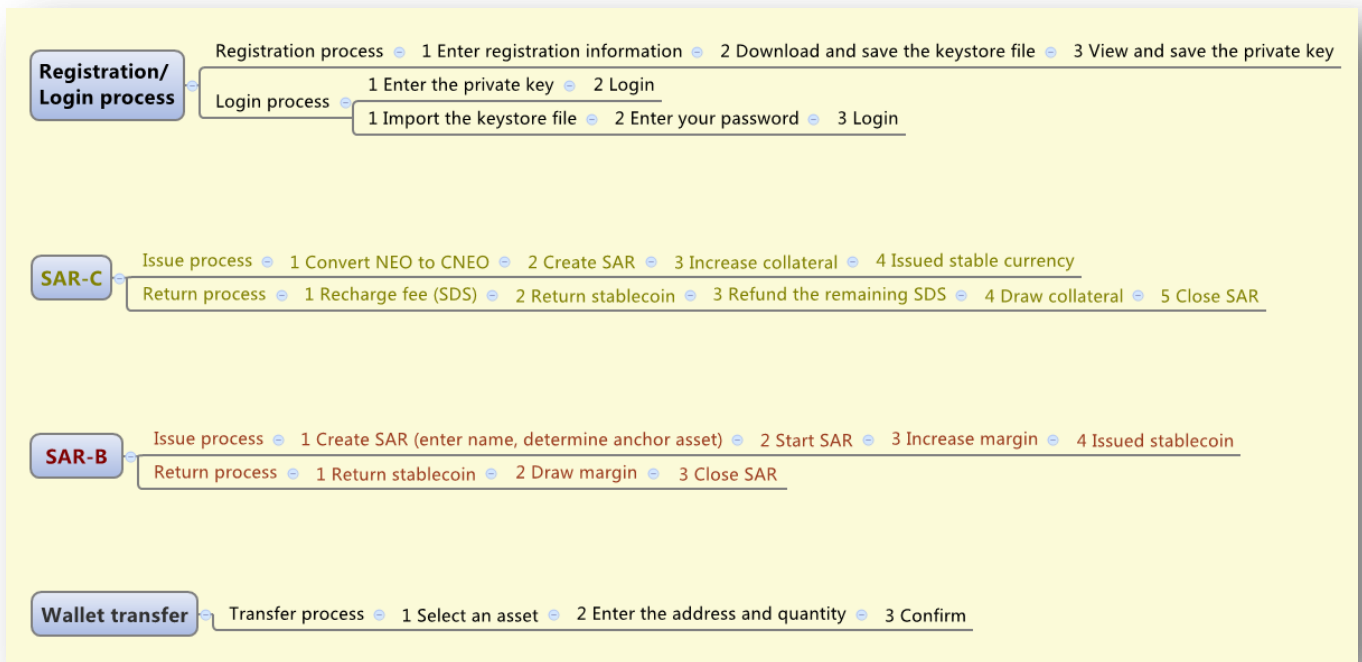 Registration/
Login process
Registration process 1 Enter registration information 2 Download and save the keystore file 3 View and save the private key
Login process
1 Enter the private key 2 Login
1 Import the keystore file 2 Enter your password 3 Login
SAR-C
Issue process 1 Convert NEO to CNEO 2 Create SAR 3 Increase collateral 4 Issued stable currency
Return process 1 Recharge fee (SDS) 2 Return stablecoin 3 Refund the remaining SDS 4 Draw collateral 5 Close SAR
SAR-B
Issue process 1 Create SAR (enter name, determine anchor asset) 2 Start SAR 3 Increase margin 4 Issued stablecoin
Return process 1 Return stablecoin 2 Draw margin 3 Close SAR
Wallet transfer
Transfer process 1 Select an asset 2 Enter the address and quantity 3 Confirm